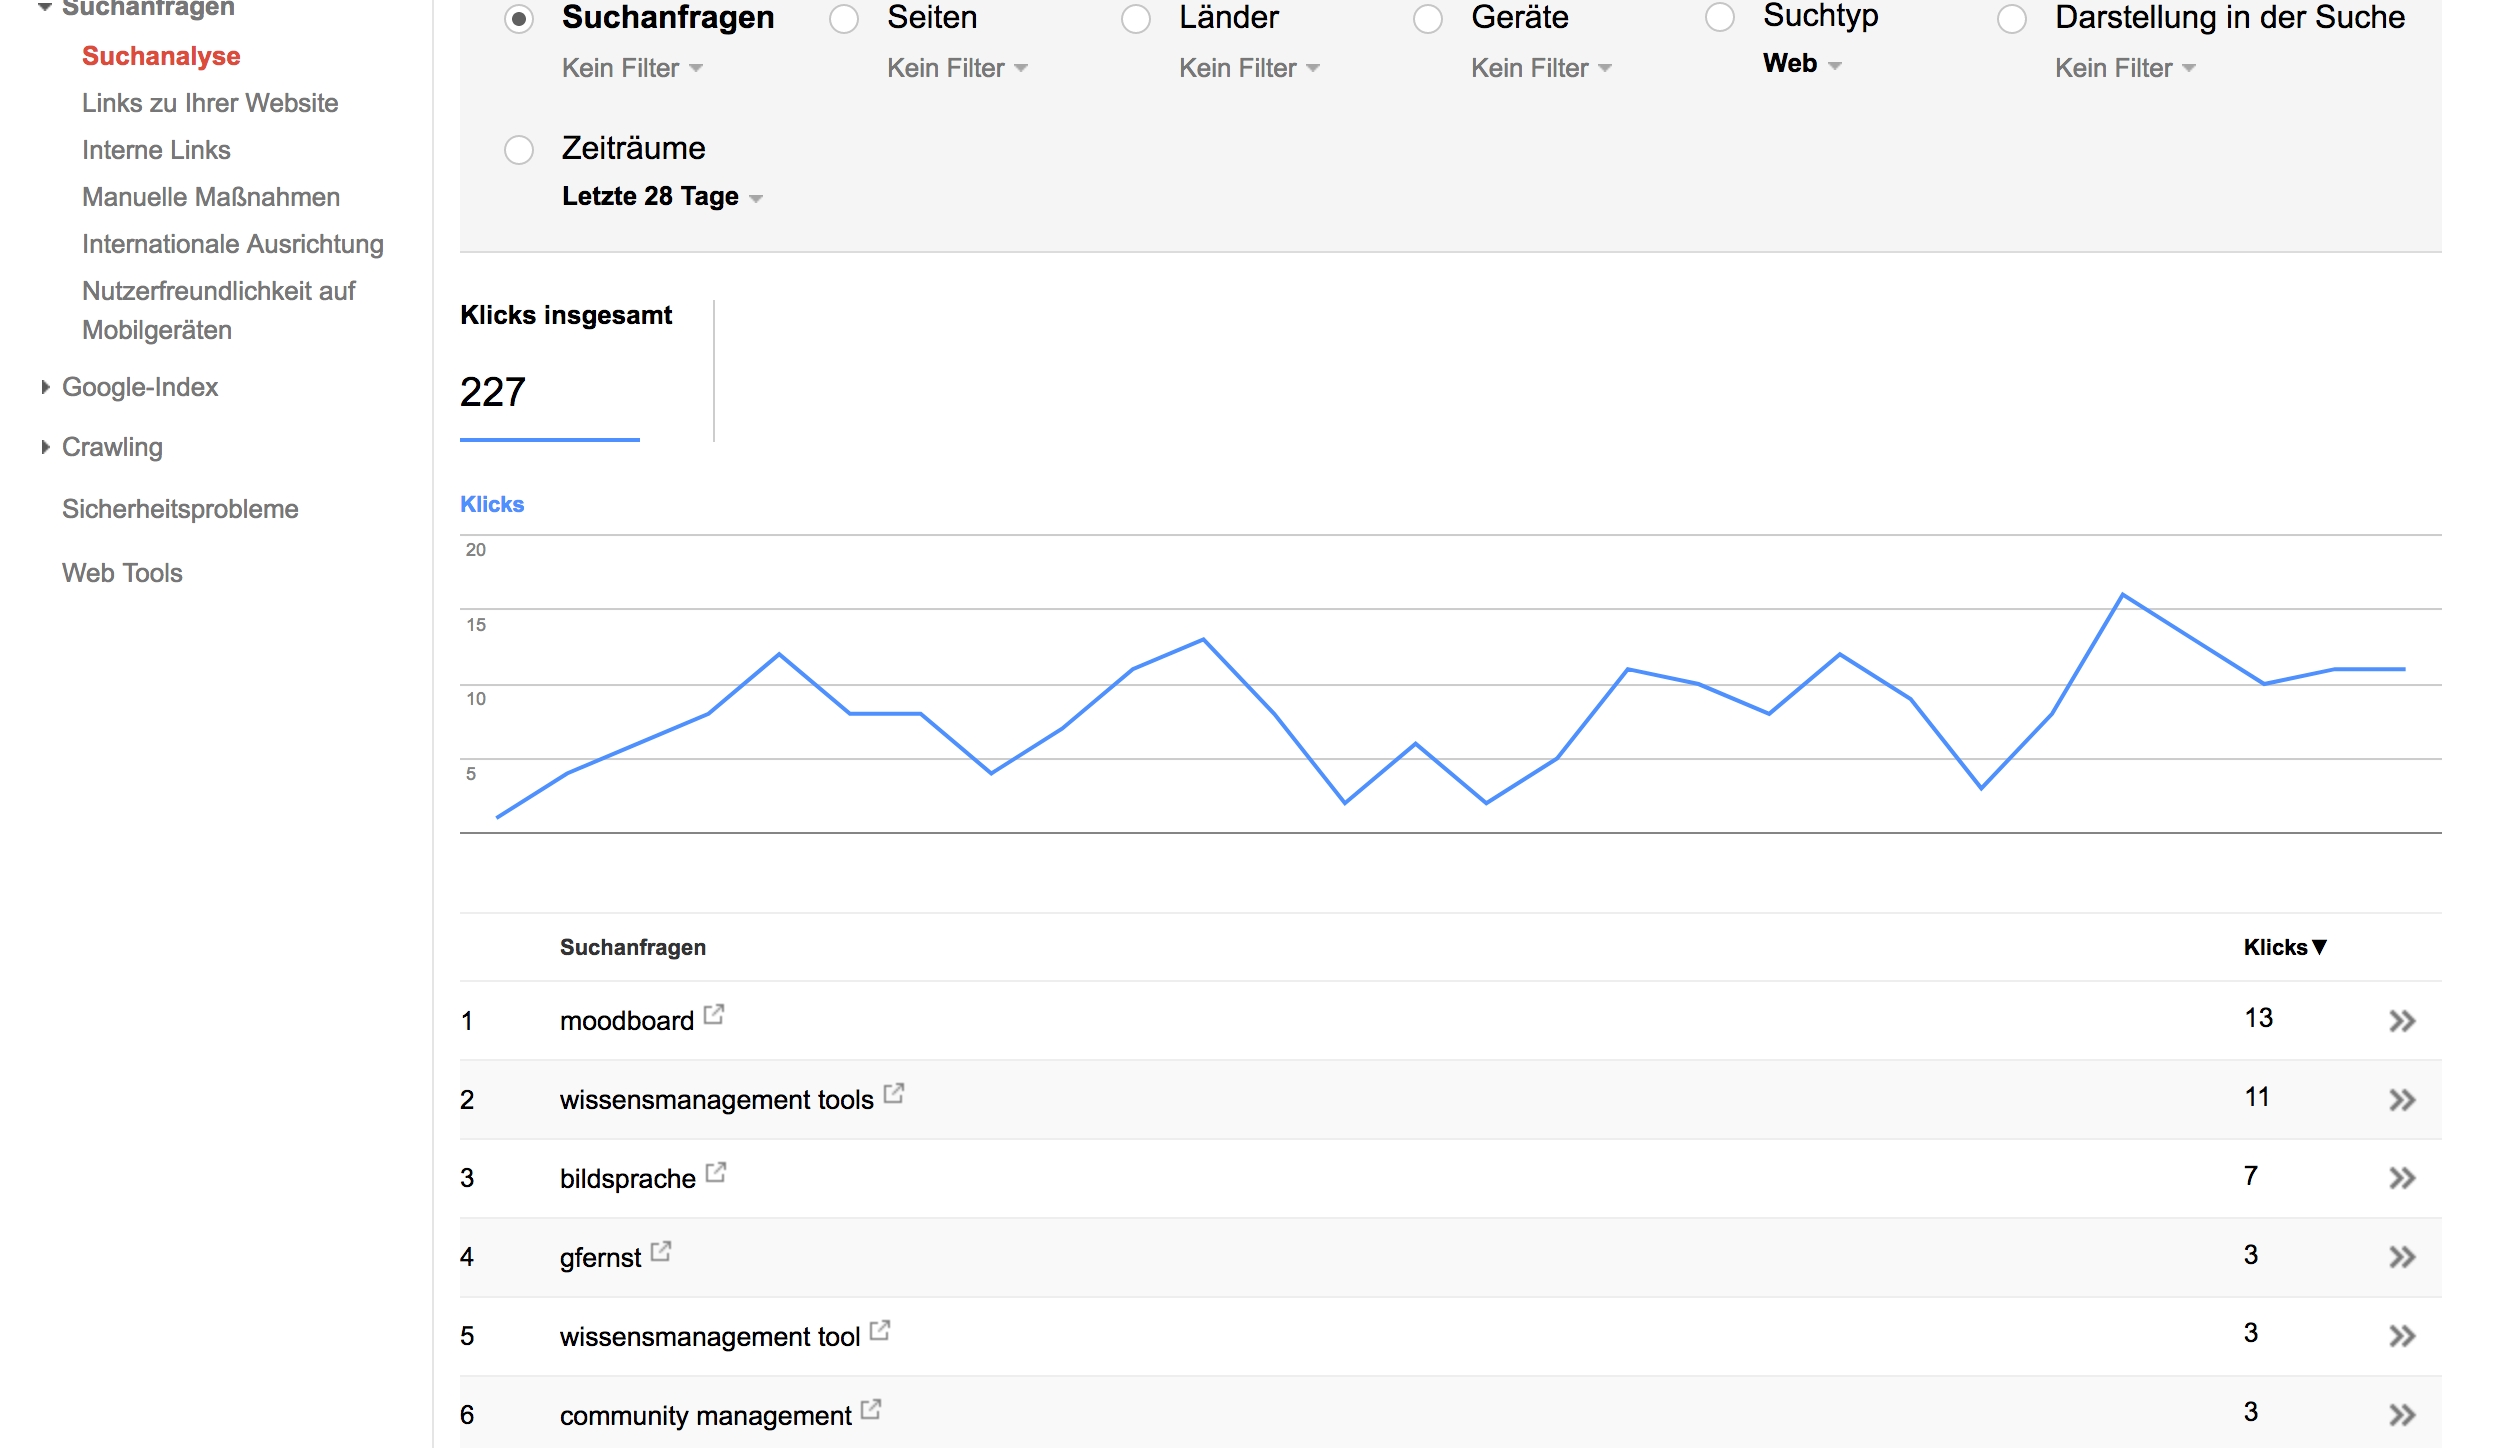 Suchanfragen
Suchanalyse
Links zu Ihrer Website
Interne Links
Manuelle Maßnahmen
Internationale Ausrichtung
Nutzerfreundlichkeit auf
Mobilgeräten
Google-Index
Crawling
Sicherheitsprobleme
Web Tools
Suchanfragen Seiten Länder Geräte Suchtyp Darstellung in der Suche
Kein Filter Kein Filter Kein Filter Kein Filter Web Kein Filter
Zeiträume
Letzte 28 Tage
Klicks insgesamt
227
Klicks
20
15
10
5
Suchanfragen Klicks▼
1 moodboard 13
2 wissensmanagement tools 11
3 bildsprache 7
4 gfernst 3
5 wissensmanagement tool 3
6 community management 3